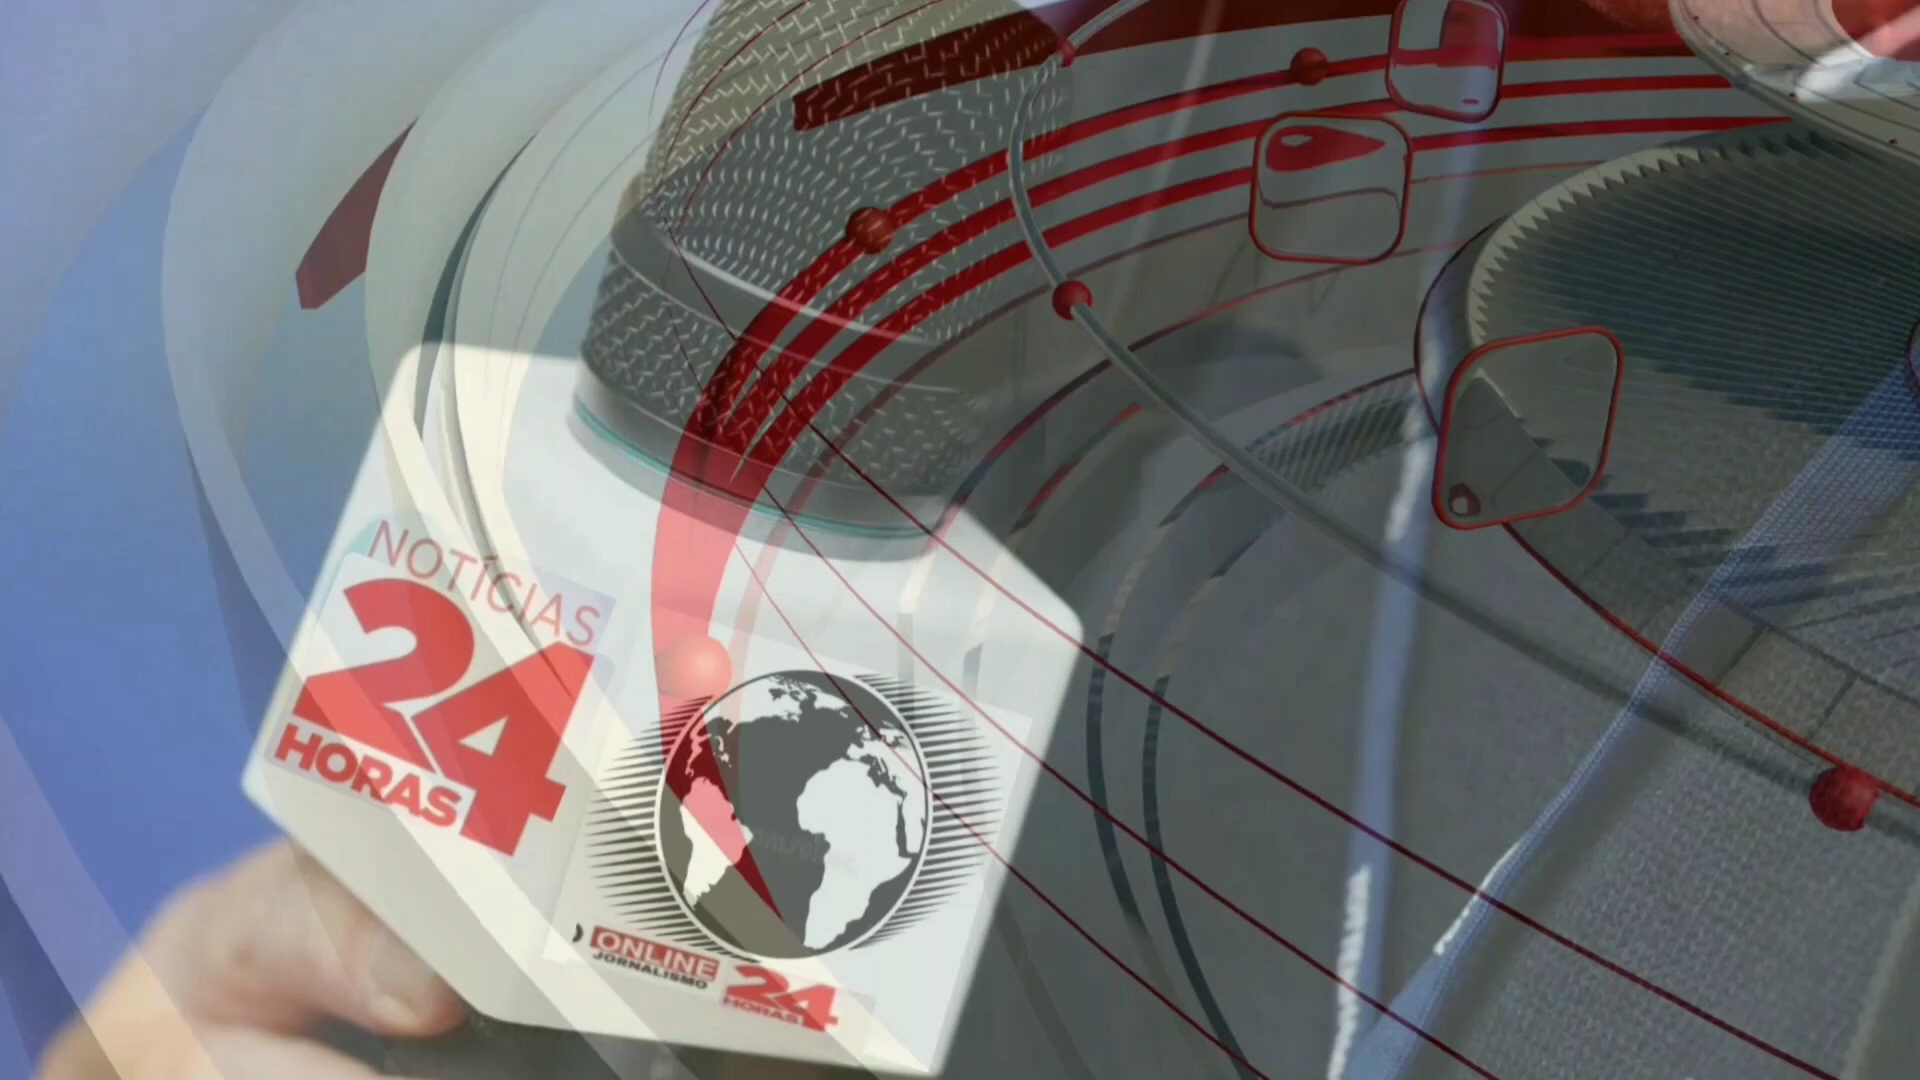 NOTÍCIAS
24
HORAS
ONLINE
JORNALISMO
24
HORAS